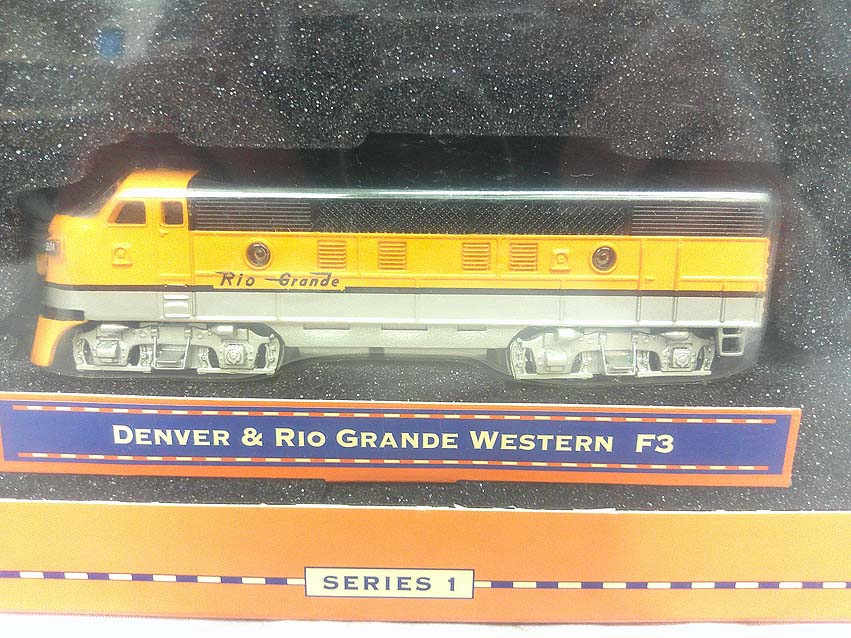 Rio Grande
DENVER & RIO GRANDE WESTERN F3
SERIES 1